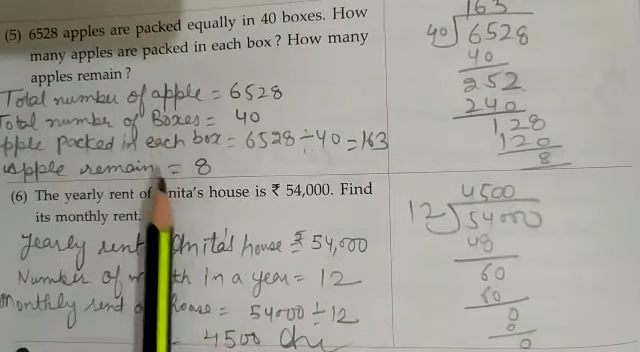 (5) 6528 apples are packed equally in 40 boxes. How
many apples are packed in each box ? How many
apples remain ?
Total number of apple = 6528
Total number of Boxes = 40
pple Packed in each box = 6528 ÷ 40 = 163
Apple remain = 8
163
40 6528
40
252
240
128
120
8
(6) The yearly rent of nita's house is ₹ 54,000. Find
its monthly rent.
Yearly rent Anita's house = ₹ 54,000
Number of month in a year = 12
Monthly rent house = 54000 ÷ 12
= 4500
4500
12 54000
48
60
60
0
0
0